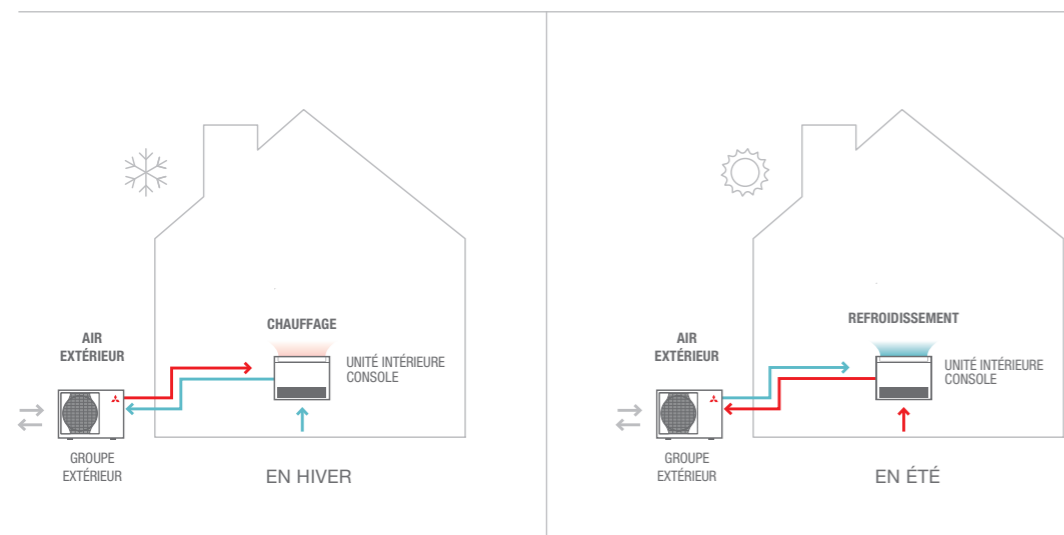 CHAUFFAGE
AIR
EXTÉRIEUR
UNITÉ INTÉRIEURE
CONSOLE
GROUPE
EXTÉRIEUR
EN HIVER
REFROIDISSEMENT
AIR
EXTÉRIEUR
UNITÉ INTÉRIEURE
CONSOLE
GROUPE
EXTÉRIEUR
EN ÉTÉ